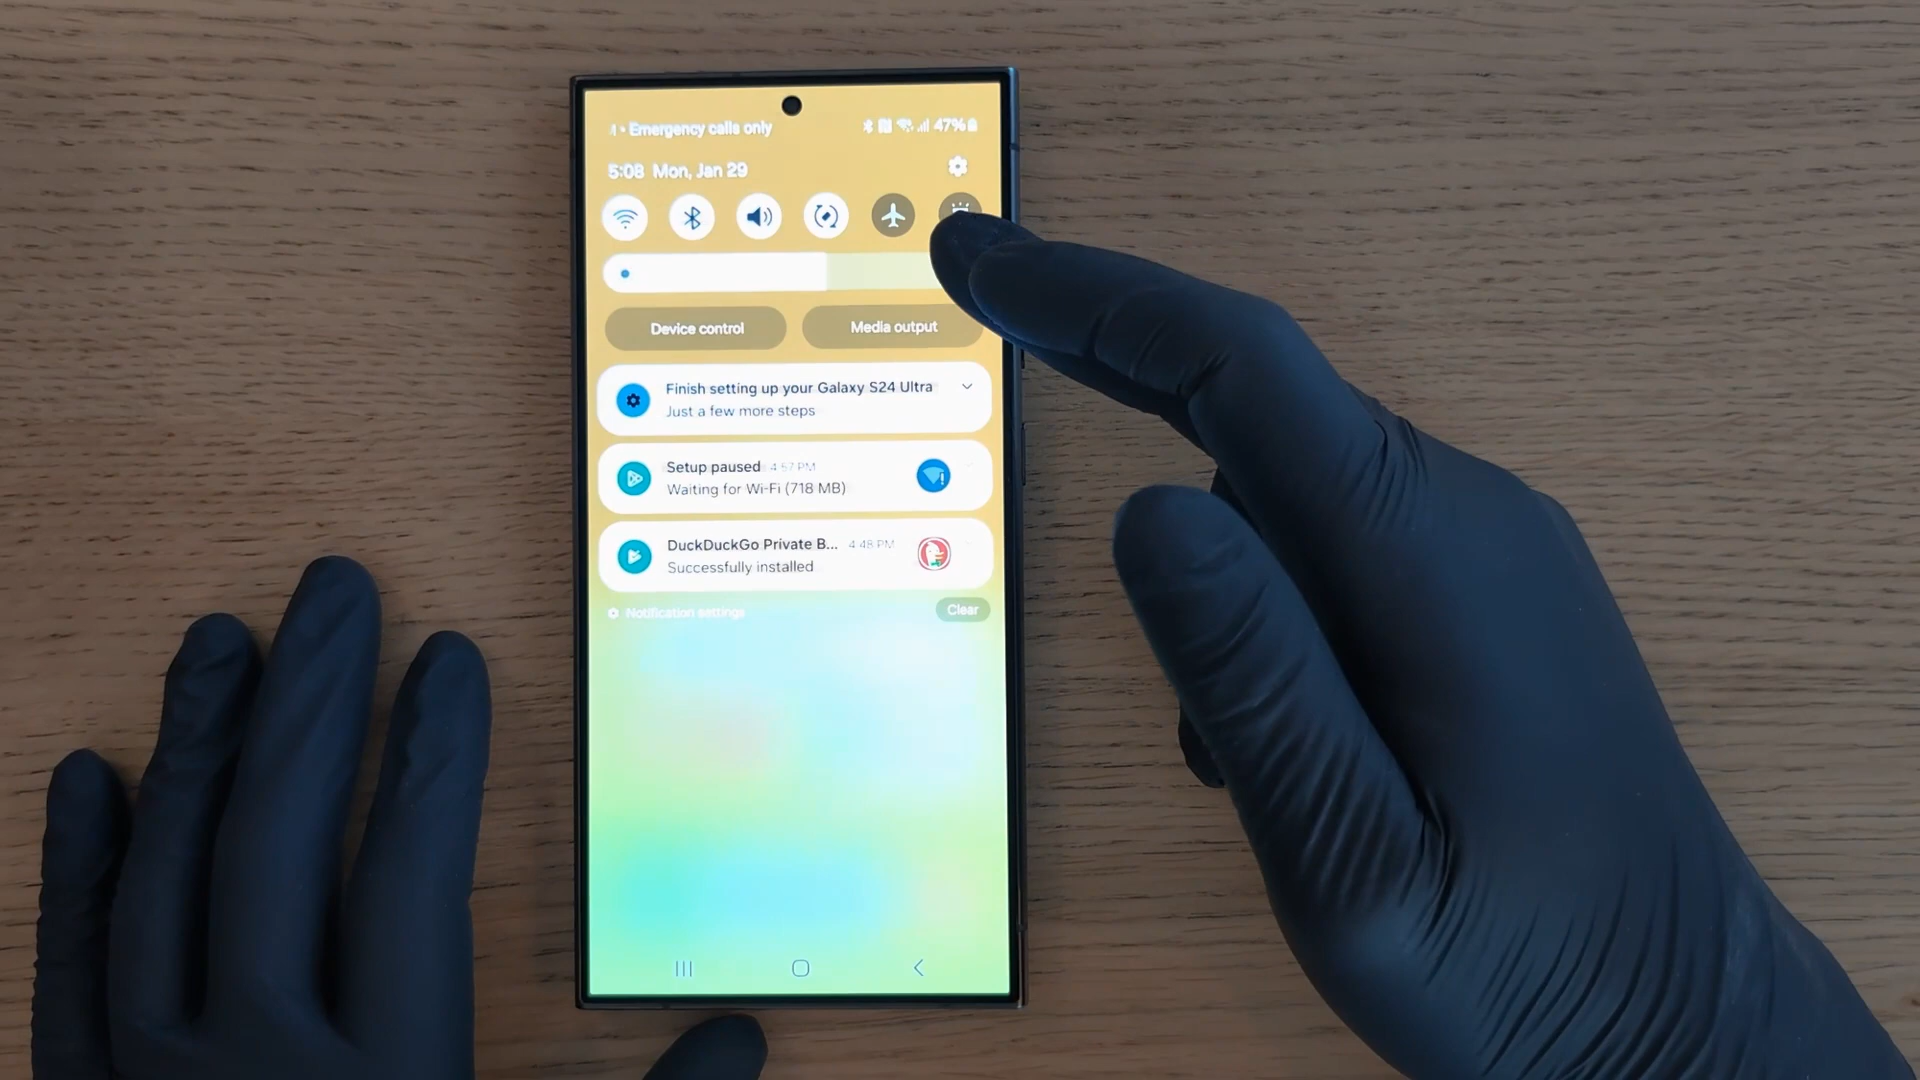 Emergency calls only
47%
5:08 Mon, Jan 29
Device control
Media output
Finish setting up your Galaxy S24 Ultra
Just a few more steps
Setup paused 4:57 PM
Waiting for Wi-Fi (718 MB)
DuckDuckGo Private B... 4:48 PM
Successfully installed
Notification settings
Clear